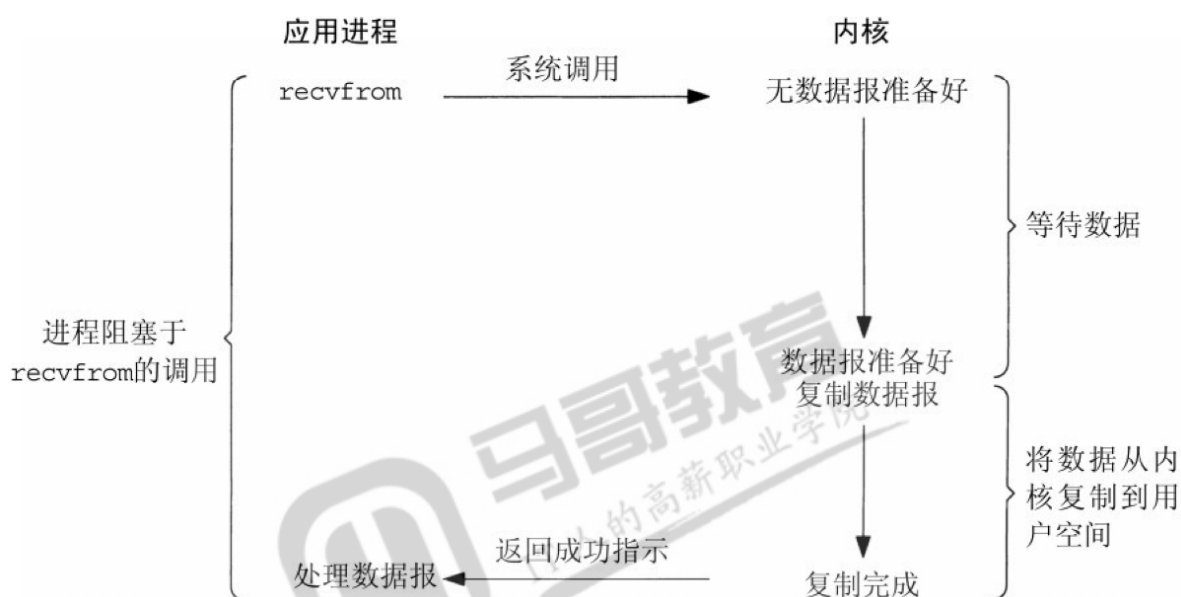 应用进程
内核
系统调用
recvfrom
无数据报准备好
等待数据
进程阻塞于
recvfrom的调用
数据报准备好
复制数据报
将数据从内
核复制到用
户空间
返回成功指示
处理数据报
复制完成
马哥教育
人的高薪职业学院